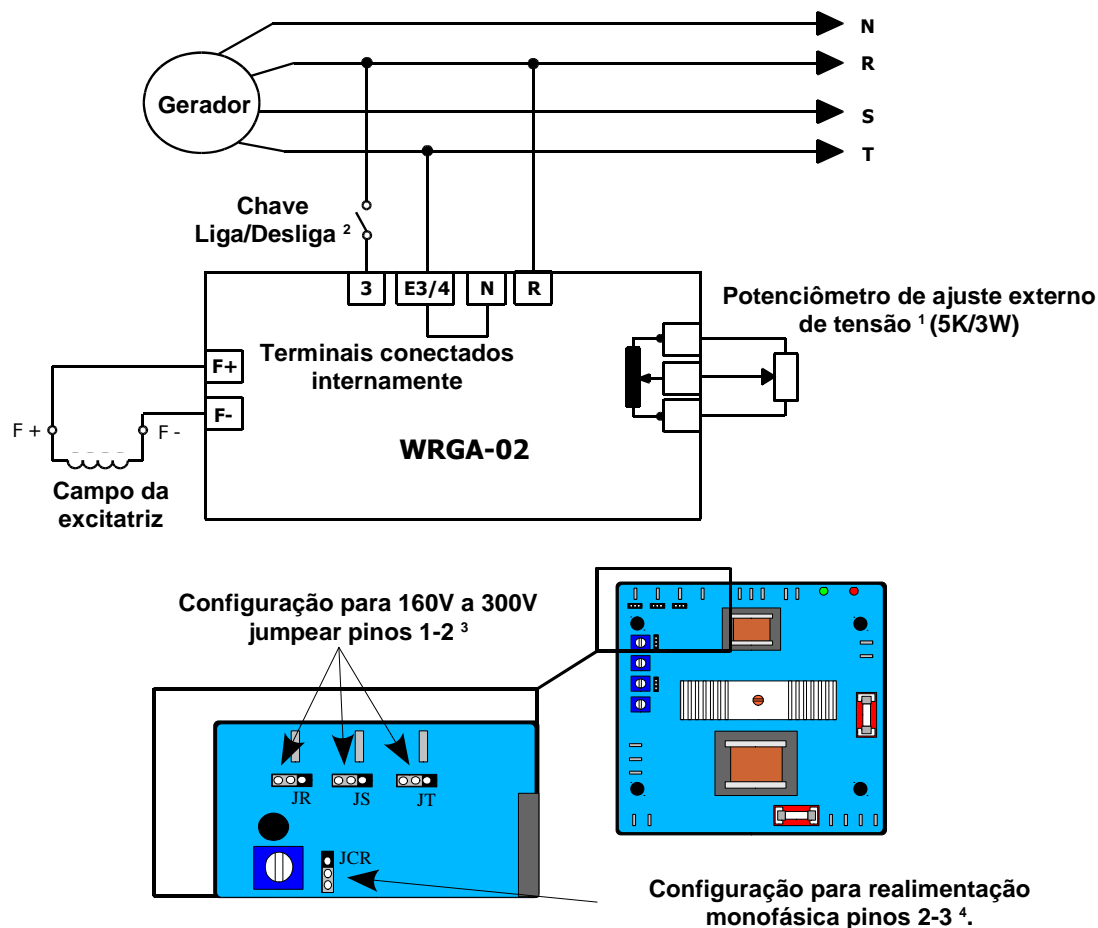 N
R
Gerador
S
T
Chave
Liga/Desliga ²
3 E3/4 N R
Potenciômetro de ajuste externo
de tensão ¹ (5K/3W)
Terminais conectados
internamente
F+
F-
F + F -
WRGA-02
Campo da
excitatriz
Configuração para 160V a 300V
jumpear pinos 1-2 ³
JR JS JT
JCR
Configuração para realimentação
monofásica pinos 2-3 ⁴.